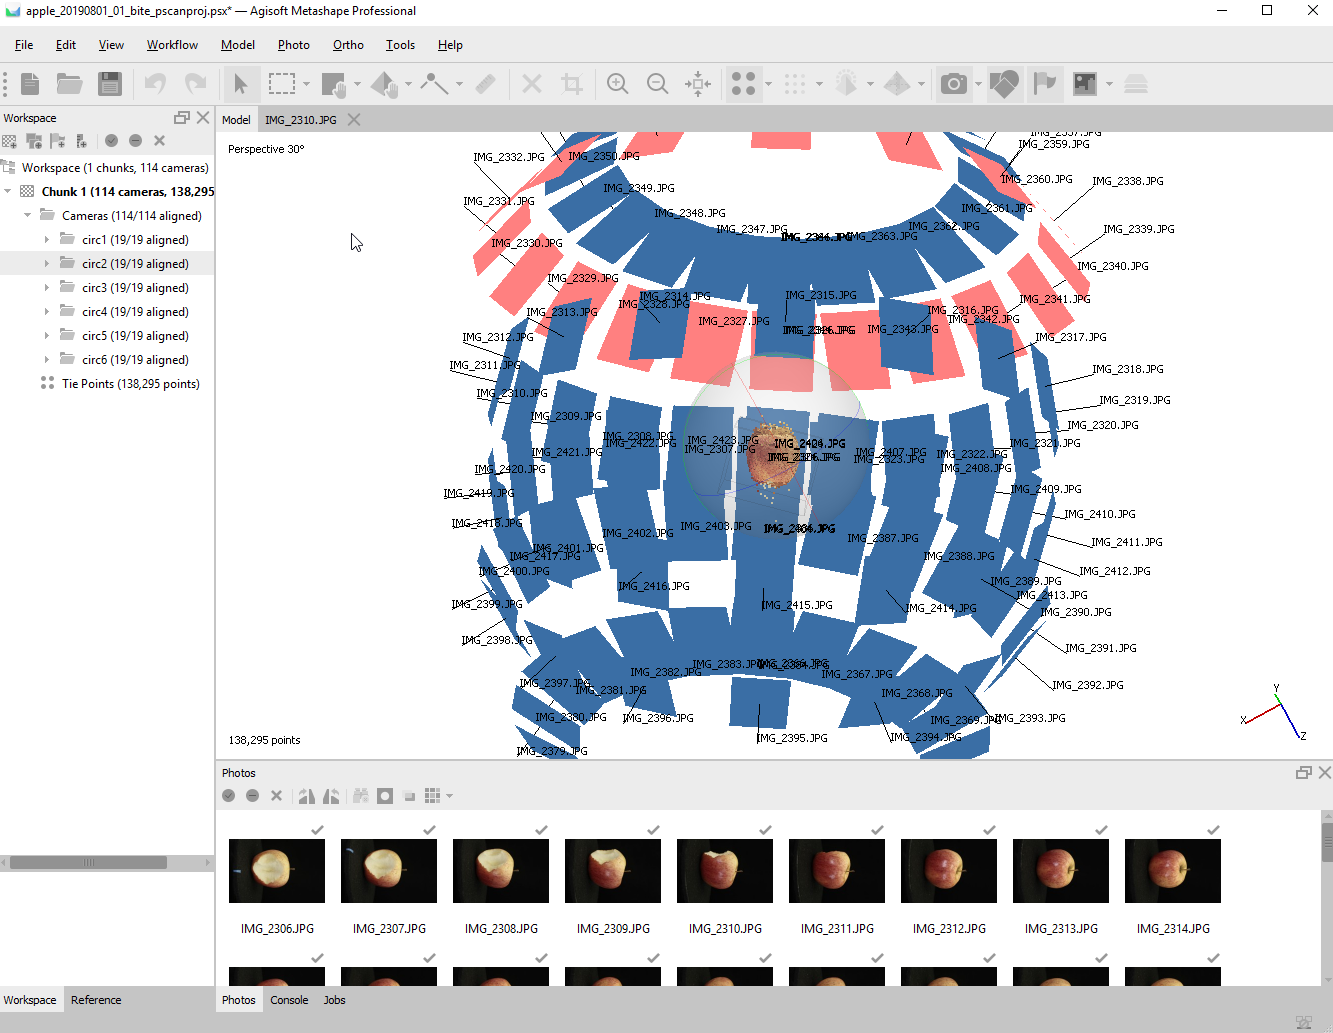 apple_20190801_01_bite_pscanproj.psx* — Agisoft Metashape Professional
File Edit View Workflow Model Photo Ortho Tools Help
Workspace
Workspace (1 chunks, 114 cameras)
Chunk 1 (114 cameras, 138,295
Cameras (114/114 aligned)
circ1 (19/19 aligned)
circ2 (19/19 aligned)
circ3 (19/19 aligned)
circ4 (19/19 aligned)
circ5 (19/19 aligned)
circ6 (19/19 aligned)
Tie Points (138,295 points)
Workspace Reference
Model IMG_2310.JPG
Perspective 30°
IMG_2359.JPG
IMG_2332.JPG IMG_2350.JPG
IMG_2360.JPG IMG_2338.JPG
IMG_2349.JPG
IMG_2331.JPG
IMG_2348.JPG IMG_2361.JPG
IMG_2347.JPG IMG_2363.JPG IMG_2362.JPG IMG_2339.JPG
IMG_2330.JPG
IMG_2340.JPG
IMG_2329.JPG
IMG_2314.JPG IMG_2315.JPG
IMG_2328.JPG IMG_2341.JPG
IMG_2313.JPG IMG_2316.JPG
IMG_2327.JPG IMG_2342.JPG
IMG_2343.JPG
IMG_2312.JPG IMG_2317.JPG
IMG_2311.JPG IMG_2318.JPG
IMG_2310.JPG IMG_2319.JPG
IMG_2309.JPG IMG_2320.JPG
IMG_2308.JPG IMG_2423.JPG
IMG_2422.JPG IMG_2321.JPG
IMG_2421.JPG IMG_2307.JPG IMG_2407.JPG IMG_2322.JPG
IMG_2323.JPG
IMG_2420.JPG IMG_2408.JPG
IMG_2419.JPG IMG_2409.JPG
IMG_2418.JPG IMG_2403.JPG IMG_2410.JPG
IMG_2402.JPG IMG_2387.JPG
IMG_2401.JPG IMG_2411.JPG
IMG_2417.JPG IMG_2388.JPG
IMG_2400.JPG IMG_2412.JPG
IMG_2416.JPG IMG_2389.JPG
IMG_2413.JPG
IMG_2399.JPG IMG_2415.JPG IMG_2414.JPG IMG_2390.JPG
IMG_2398.JPG IMG_2391.JPG
IMG_2382.JPG IMG_2383.JPG IMG_2367.JPG
IMG_2397.JPG IMG_2381.JPG IMG_2368.JPG IMG_2392.JPG
IMG_2380.JPG IMG_2396.JPG IMG_2369.JPG IMG_2393.JPG
IMG_2395.JPG IMG_2394.JPG
IMG_2379.JPG
138,295 points
Y
X
Z
Photos
IMG_2306.JPG IMG_2307.JPG IMG_2308.JPG IMG_2309.JPG IMG_2310.JPG IMG_2311.JPG IMG_2312.JPG IMG_2313.JPG IMG_2314.JPG
Photos Console Jobs